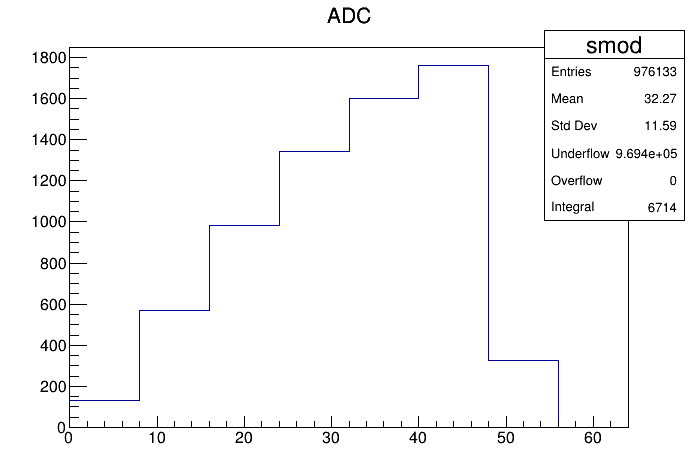 ADC
smod
Entries 976133
Mean 32.27
Std Dev 11.59
Underflow 9.694e+05
Overflow 0
Integral 6714
1800
1600
1400
1200
1000
800
600
400
200
0
0 10 20 30 40 50 60